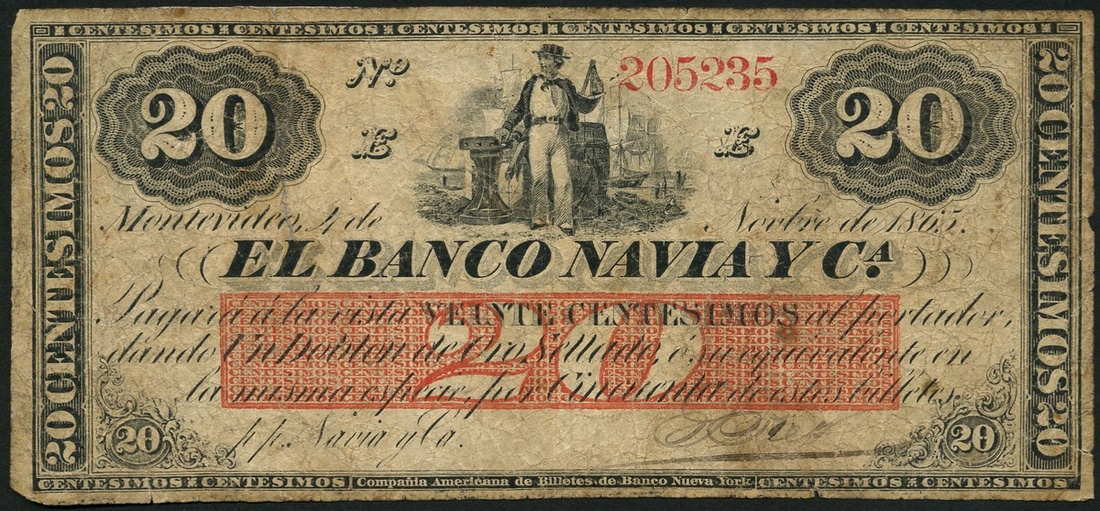 CENTESIMOS CENTESIMOS CENTESIMOS CENTESIMOS CENTESIMOS CENTESIMOS CENTESIMOS
20 CENTESIMOS 20
20 CENTESIMOS 20
20
Nº
205235
20
E
E
Montevideo, 4 de Novbre de 1865.
EL BANCO NAVIA Y CA.
Pagará á la vista VEINTE CENTESIMOS al portador,
dando Un Doblon de Oro Sellado, ó su equivalente en
la misma especie, por Cincuenta de estos billetes.
20
20 p.p. Navia y Ca. 20
CENTESIMOS CENTESIMOS Compañia Americana de Billetes de Banco Nueva York CENTESIMOS CENTESIMOS